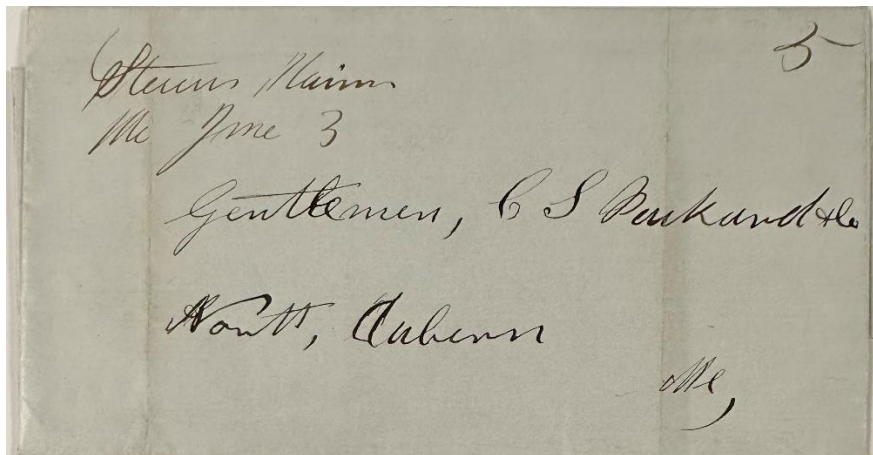 5
Stevens Plains
Me June 3
Gentlemen, C S Packard & Co
North, Auburn
Me,